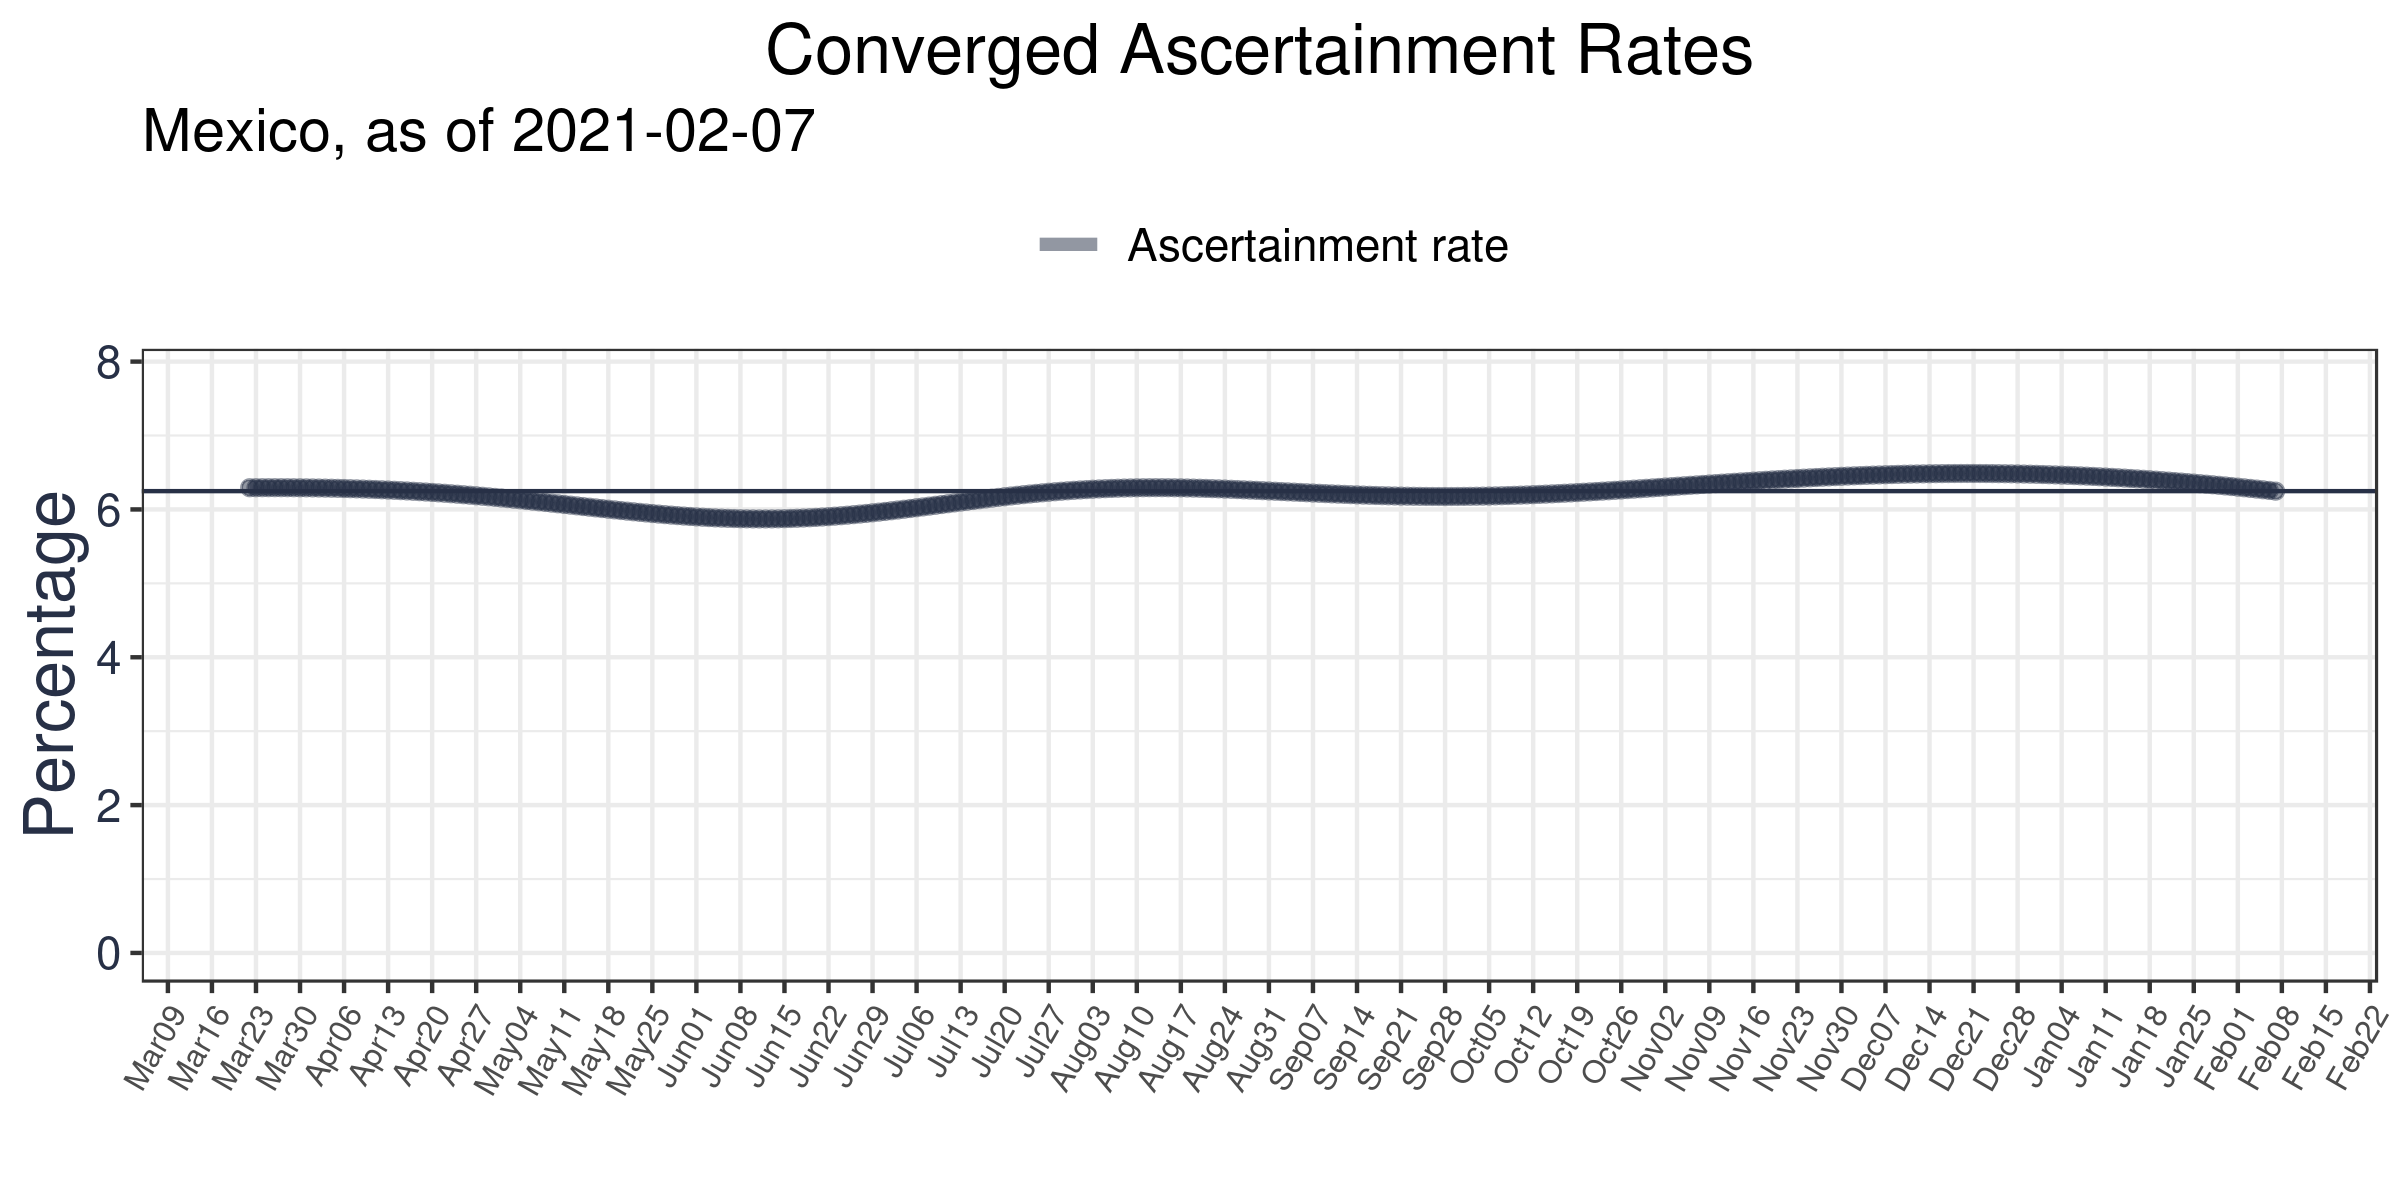 Converged Ascertainment Rates
Mexico, as of 2021-02-07
Ascertainment rate
Percentage
8
6
4
2
0
Mar09
Mar16
Mar23
Mar30
Apr06
Apr13
Apr20
Apr27
May04
May11
May18
May25
Jun01
Jun08
Jun15
Jun22
Jun29
Jul06
Jul13
Jul20
Jul27
Aug03
Aug10
Aug17
Aug24
Aug31
Sep07
Sep14
Sep21
Sep28
Oct05
Oct12
Oct19
Oct26
Nov02
Nov09
Nov16
Nov23
Nov30
Dec07
Dec14
Dec21
Dec28
Jan04
Jan11
Jan18
Jan25
Feb01
Feb08
Feb15
Feb22